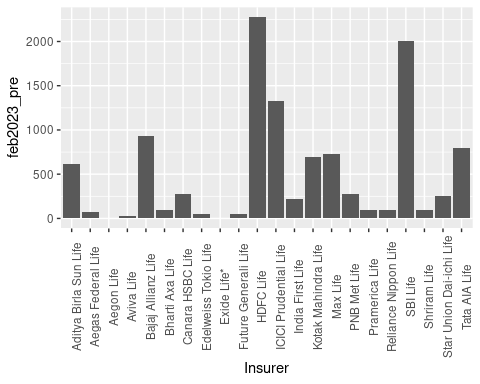 feb2023_pre
2000
1500
1000
500
0
Aditya Birla Sun Life
Aegas Federal Life
Aegon Life
Aviva Life
Bajaj Allianz Life
Bharti Axa Life
Canara HSBC Life
Edelweiss Tokio Life
Exide Life*
Future Generali Life
HDFC Life
ICICI Prudential Life
India First Life
Kotak Mahindra Life
Max Life
PNB Met Life
Pramerica Life
Reliance Nippon Life
SBI Life
Shriram Life
Star Union Dai-ichi Life
Tata AIA Life
Insurer